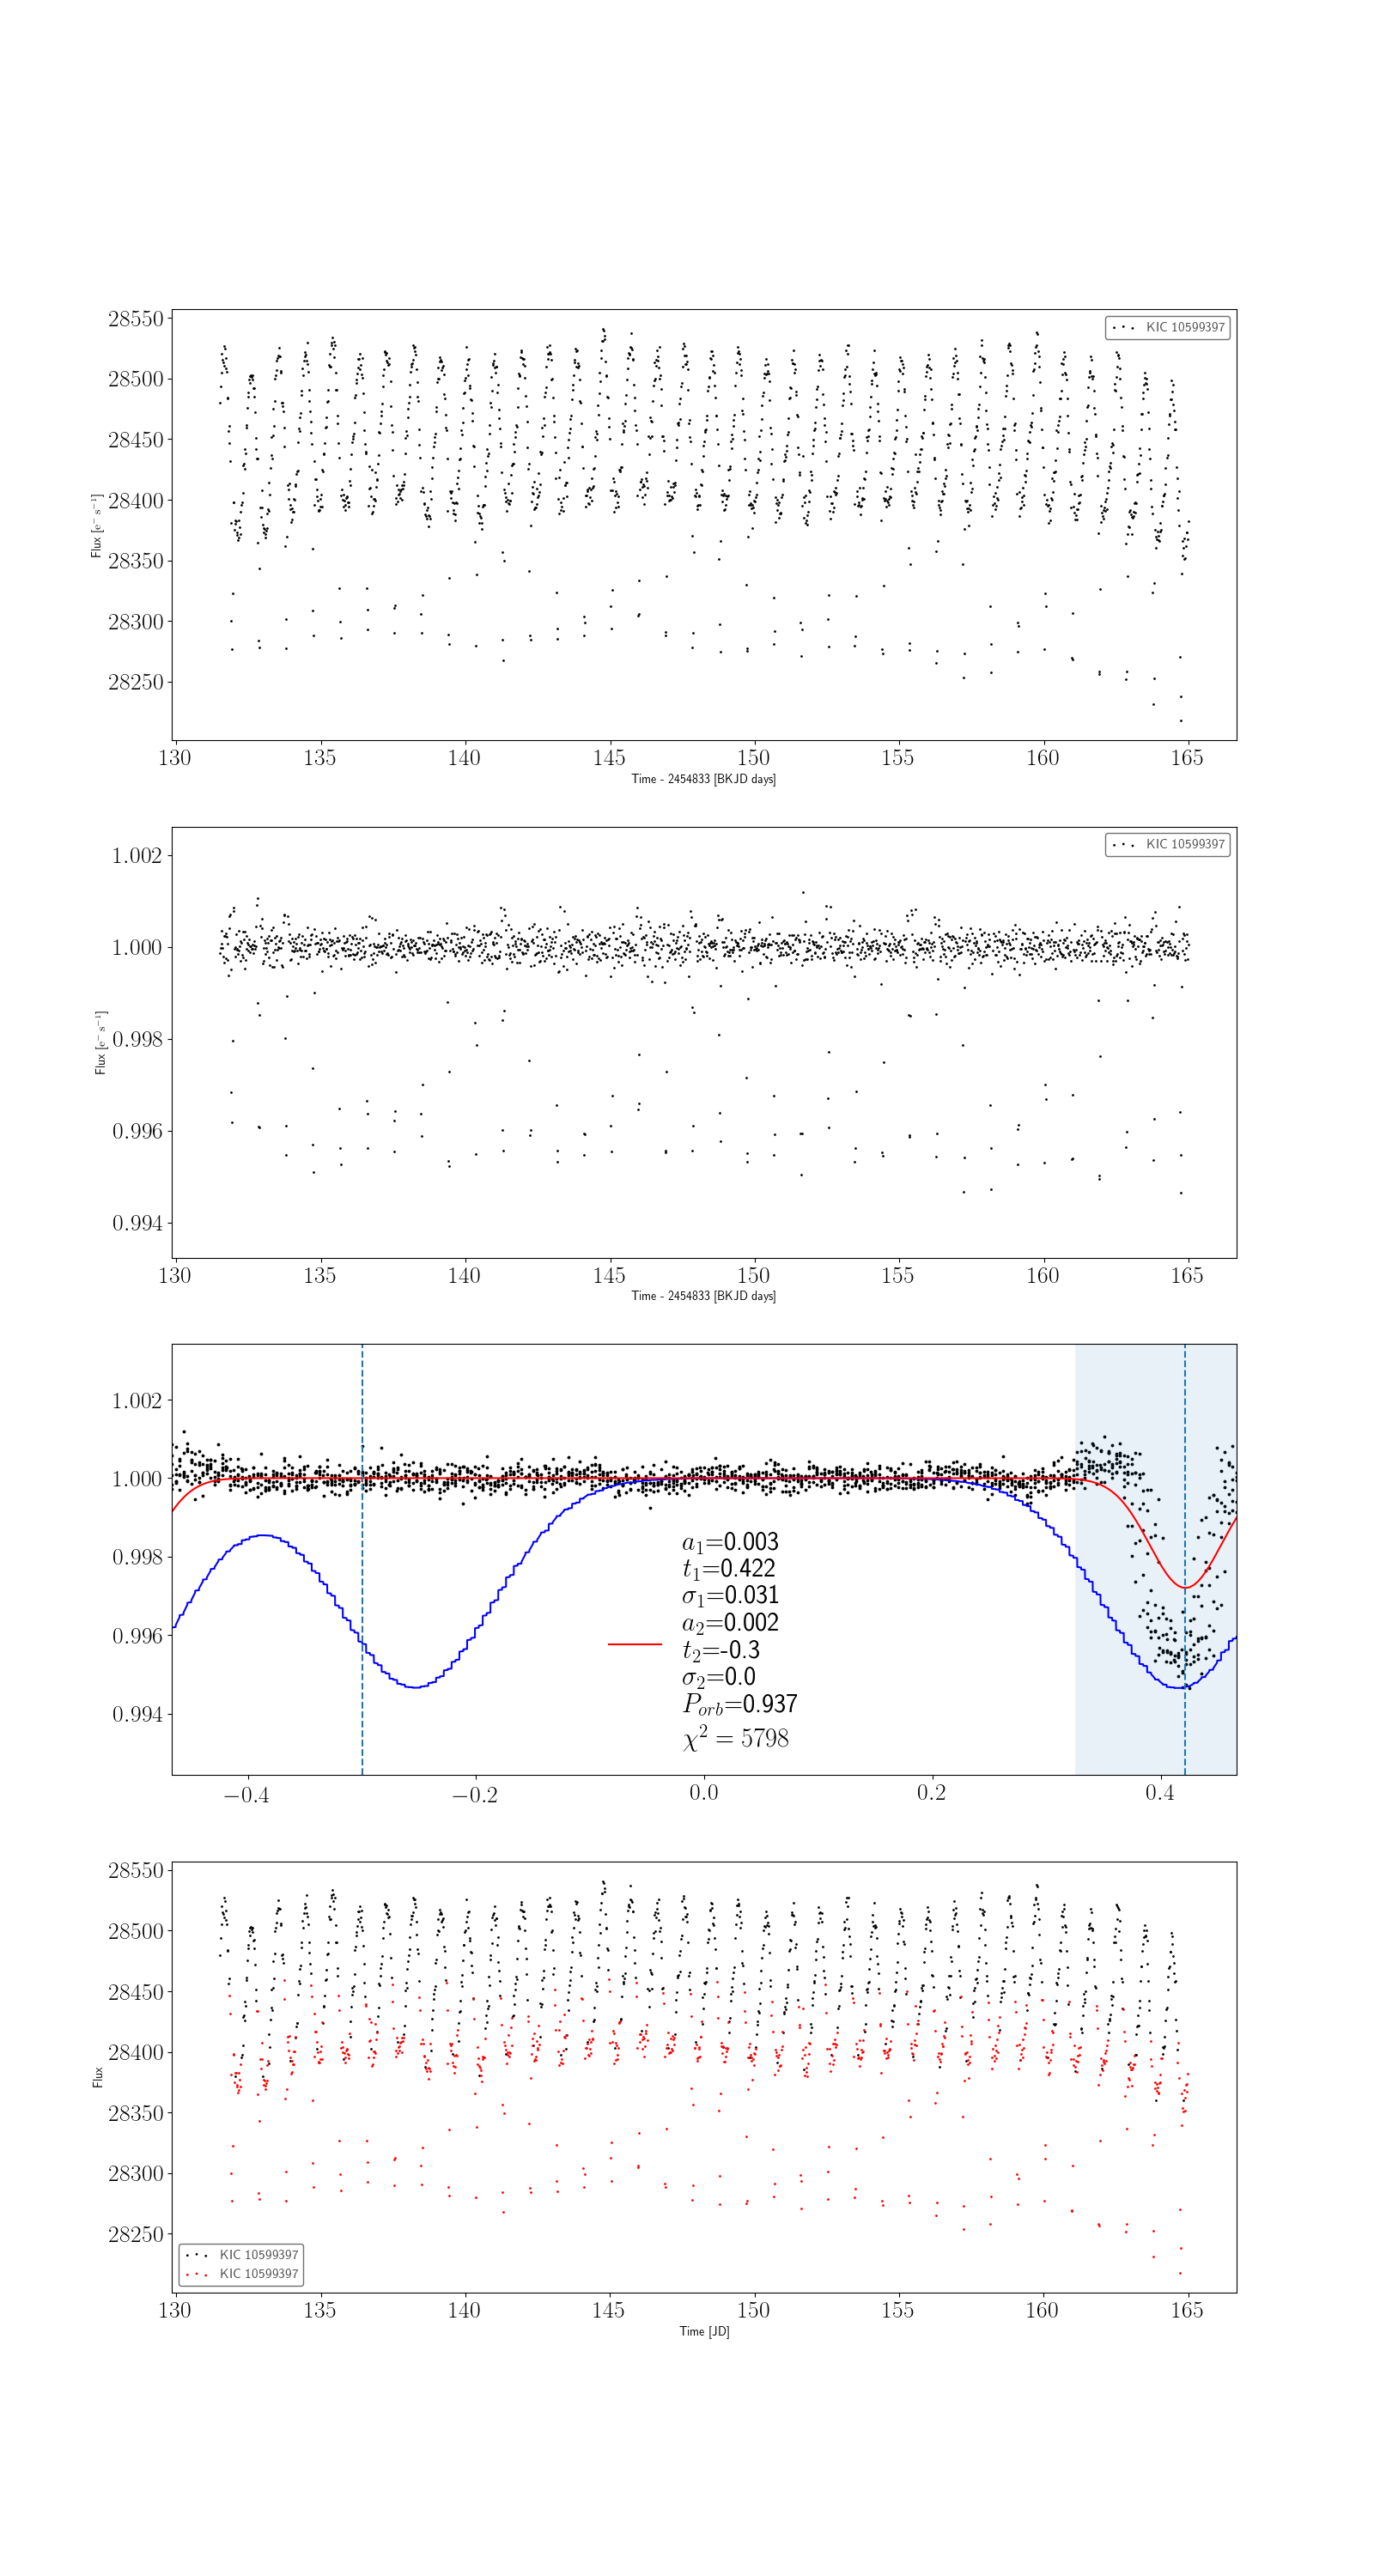 28550
28500
28450
28400
28350
28300
28250
Flux [e⁻ s⁻¹]
KIC 10599397
130 135 140 145 150 155 160 165
Time - 2454833 [BKJD days]
1.002
1.000
0.998
0.996
0.994
Flux [e⁻ s⁻¹]
KIC 10599397
130 135 140 145 150 155 160 165
Time - 2454833 [BKJD days]
1.002
1.000
0.998
0.996
0.994
a₁=0.003
t₁=0.422
σ₁=0.031
a₂=0.002
t₂=-0.3
σ₂=0.0
P_orb=0.937
χ² = 5798
−0.4 −0.2 0.0 0.2 0.4
28550
28500
28450
28400
28350
28300
28250
Flux
KIC 10599397
KIC 10599397
130 135 140 145 150 155 160 165
Time [JD]